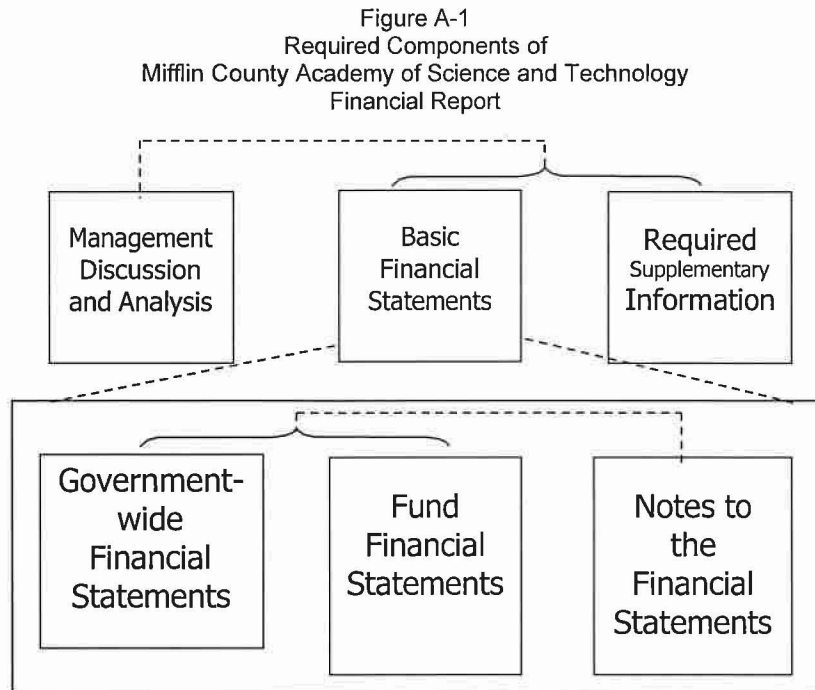 Figure A-1
Required Components of
Mifflin County Academy of Science and Technology
Financial Report
Management
Discussion
and Analysis
Basic
Financial
Statements
Required
Supplementary
Information
Government-
wide
Financial
Statements
Fund
Financial
Statements
Notes to
the
Financial
Statements